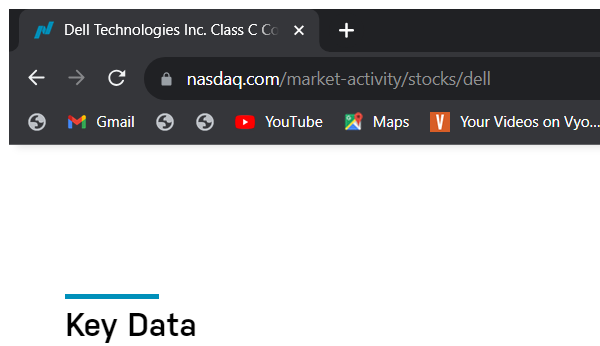 Dell Technologies Inc. Class C Co
nasdaq.com/market-activity/stocks/dell
Gmail YouTube Maps Your Videos on Vyo...
Key Data